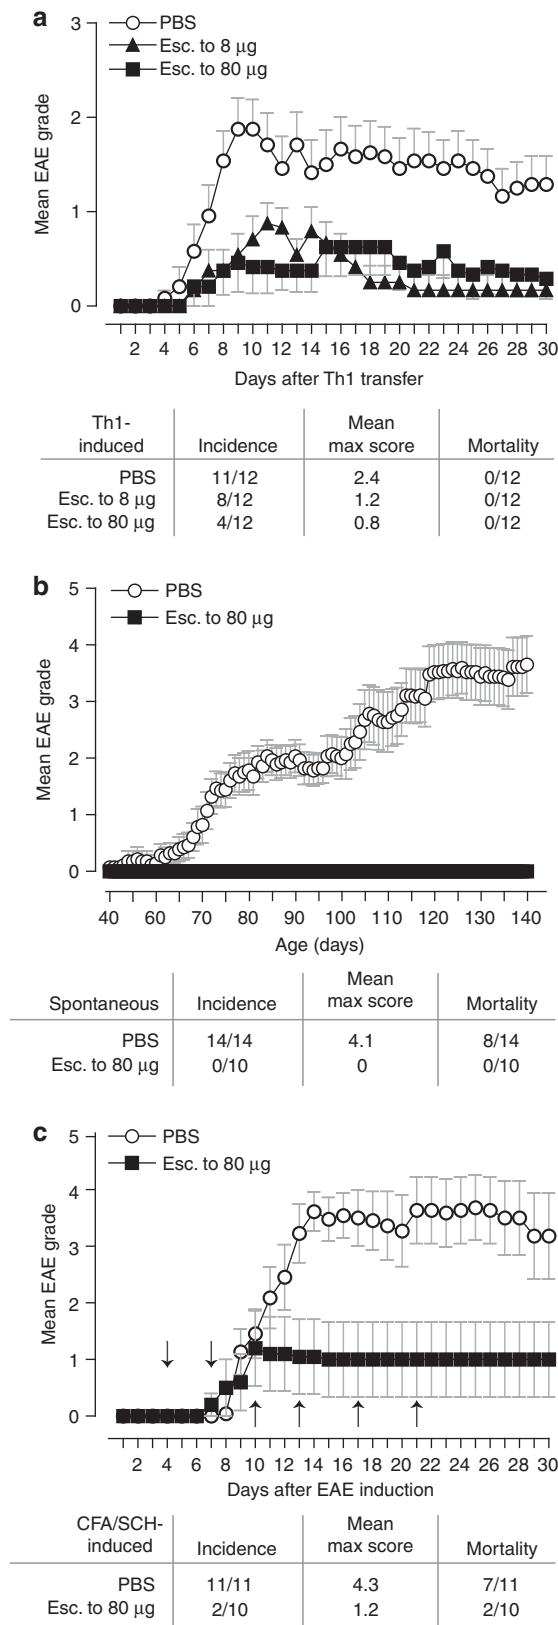 a
PBS
Esc. to 8 µg
Esc. to 80 µg
3
2
1
0
Mean EAE grade
2 4 6 8 10 12 14 16 18 20 22 24 26 28 30
Days after Th1 transfer
Th1-
induced Incidence Mean
max score Mortality
PBS 11/12 2.4 0/12
Esc. to 8 µg 8/12 1.2 0/12
Esc. to 80 µg 4/12 0.8 0/12
b
PBS
Esc. to 80 µg
5
4
3
2
1
0
Mean EAE grade
40 50 60 70 80 90 100 110 120 130 140
Age (days)
Spontaneous Incidence Mean
max score Mortality
PBS 14/14 4.1 8/14
Esc. to 80 µg 0/10 0 0/10
c
PBS
Esc. to 80 µg
5
4
3
2
1
0
Mean EAE grade
2 4 6 8 10 12 14 16 18 20 22 24 26 28 30
Days after EAE induction
CFA/SCH-
induced Incidence Mean
max score Mortality
PBS 11/11 4.3 7/11
Esc. to 80 µg 2/10 1.2 2/10